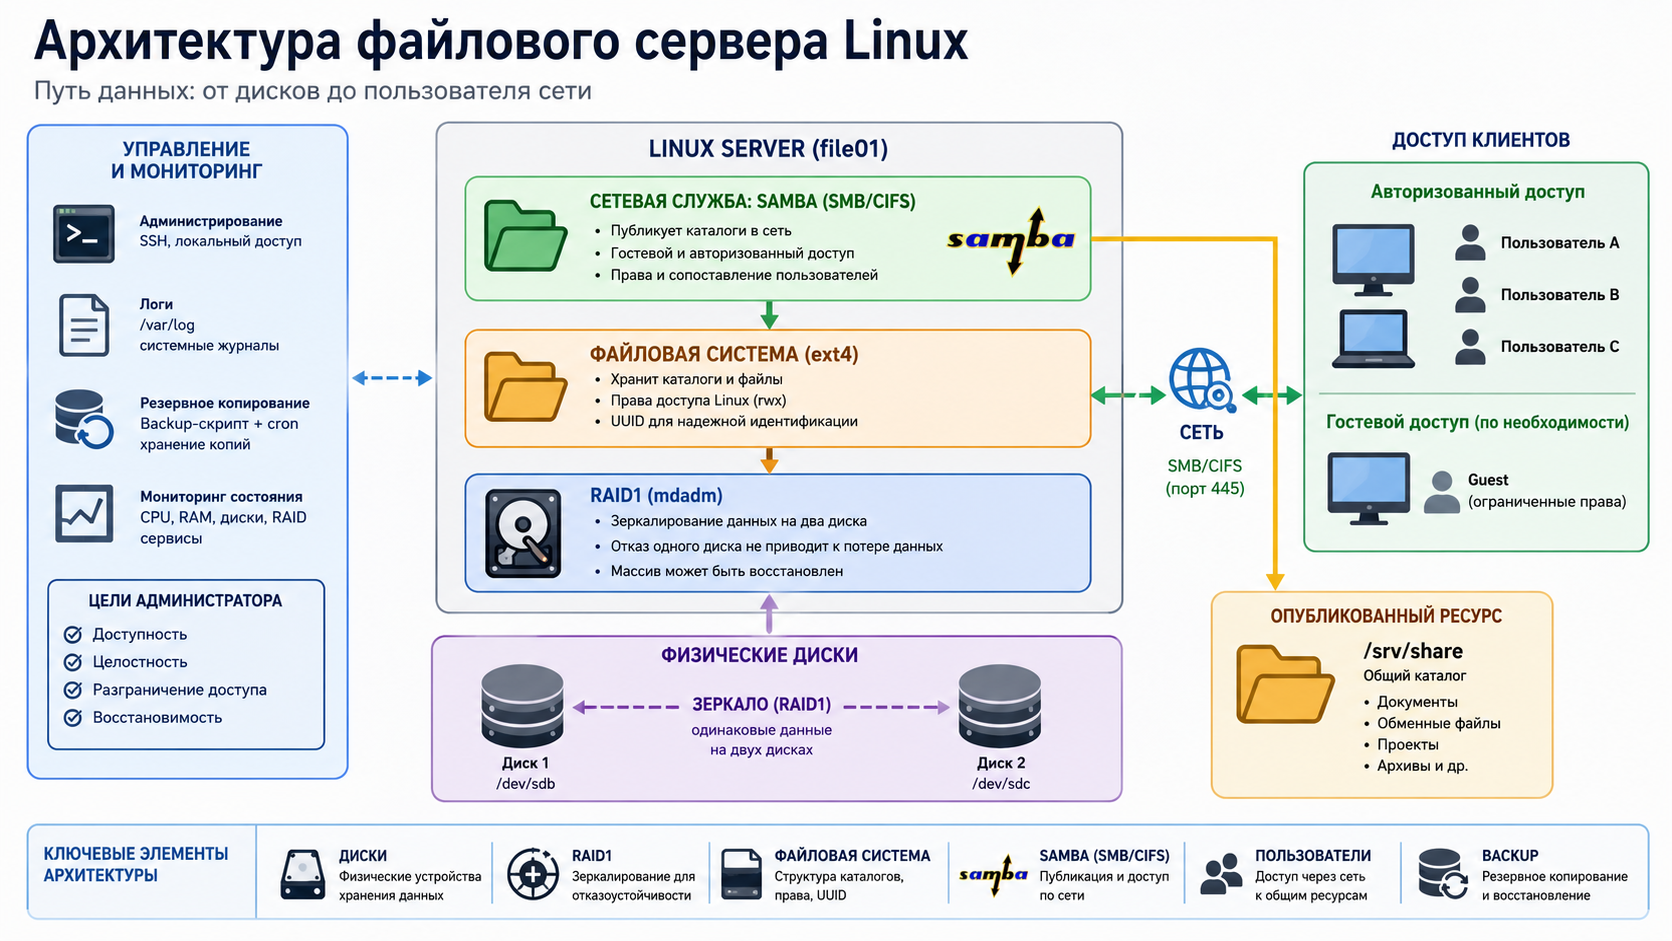 Архитектура файлового сервера Linux
Путь данных: от дисков до пользователя сети
УПРАВЛЕНИЕ
И МОНИТОРИНГ
>_
Администрирование
SSH, локальный доступ
Логи
/var/log
системные журналы
Резервное копирование
Backup-скрипт + cron
хранение копий
Мониторинг состояния
CPU, RAM, диски, RAID
сервисы
ЦЕЛИ АДМИНИСТРАТОРА
Доступность
Целостность
Разграничение доступа
Восстановимость
LINUX SERVER (file01)
СЕТЕВАЯ СЛУЖБА: SAMBA (SMB/CIFS)
• Публикует каталоги в сеть
• Гостевой и авторизованный доступ
• Права и сопоставление пользователей
samba
ФАЙЛОВАЯ СИСТЕМА (ext4)
• Хранит каталоги и файлы
• Права доступа Linux (rwx)
• UUID для надежной идентификации
RAID1 (mdadm)
• Зеркалирование данных на два диска
• Отказ одного диска не приводит к потере данных
• Массив может быть восстановлен
ФИЗИЧЕСКИЕ ДИСКИ
ЗЕРКАЛО (RAID1)
одинаковые данные
на двух дисках
Диск 1
/dev/sdb
Диск 2
/dev/sdc
СЕТЬ
SMB/CIFS
(порт 445)
ДОСТУП КЛИЕНТОВ
Авторизованный доступ
Пользователь A
Пользователь B
Пользователь C
Гостевой доступ (по необходимости)
Guest
(ограниченные права)
ОПУБЛИКОВАННЫЙ РЕСУРС
/srv/share
Общий каталог
• Документы
• Обменные файлы
• Проекты
• Архивы и др.
КЛЮЧЕВЫЕ ЭЛЕМЕНТЫ
АРХИТЕКТУРЫ
ДИСКИ
Физические устройства
хранения данных
RAID1
Зеркалирование для
отказоустойчивости
ФАЙЛОВАЯ СИСТЕМА
Структура каталогов,
права, UUID
samba
SAMBA (SMB/CIFS)
Публикация и доступ
по сети
ПОЛЬЗОВАТЕЛИ
Доступ через сеть
к общим ресурсам
BACKUP
Резервное копирование
и восстановление